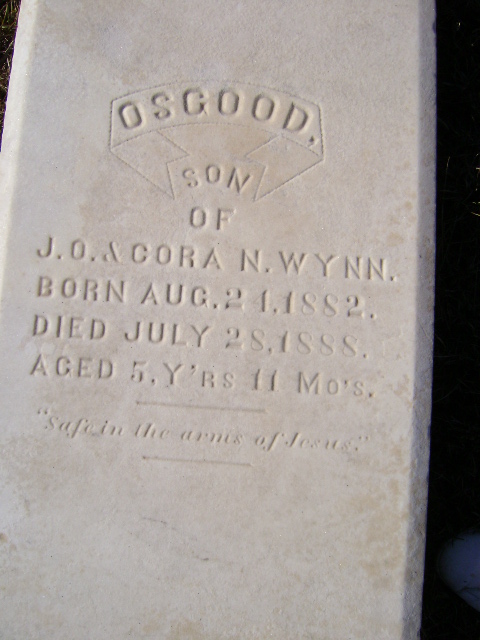 OSGOOD,
SON
OF
J. O. & CORA N. WYNN.
BORN AUG. 24, 1882.
DIED JULY 28, 1888.
AGED 5, Y'RS 11 MO'S.
"Safe in the arms of Jesus."